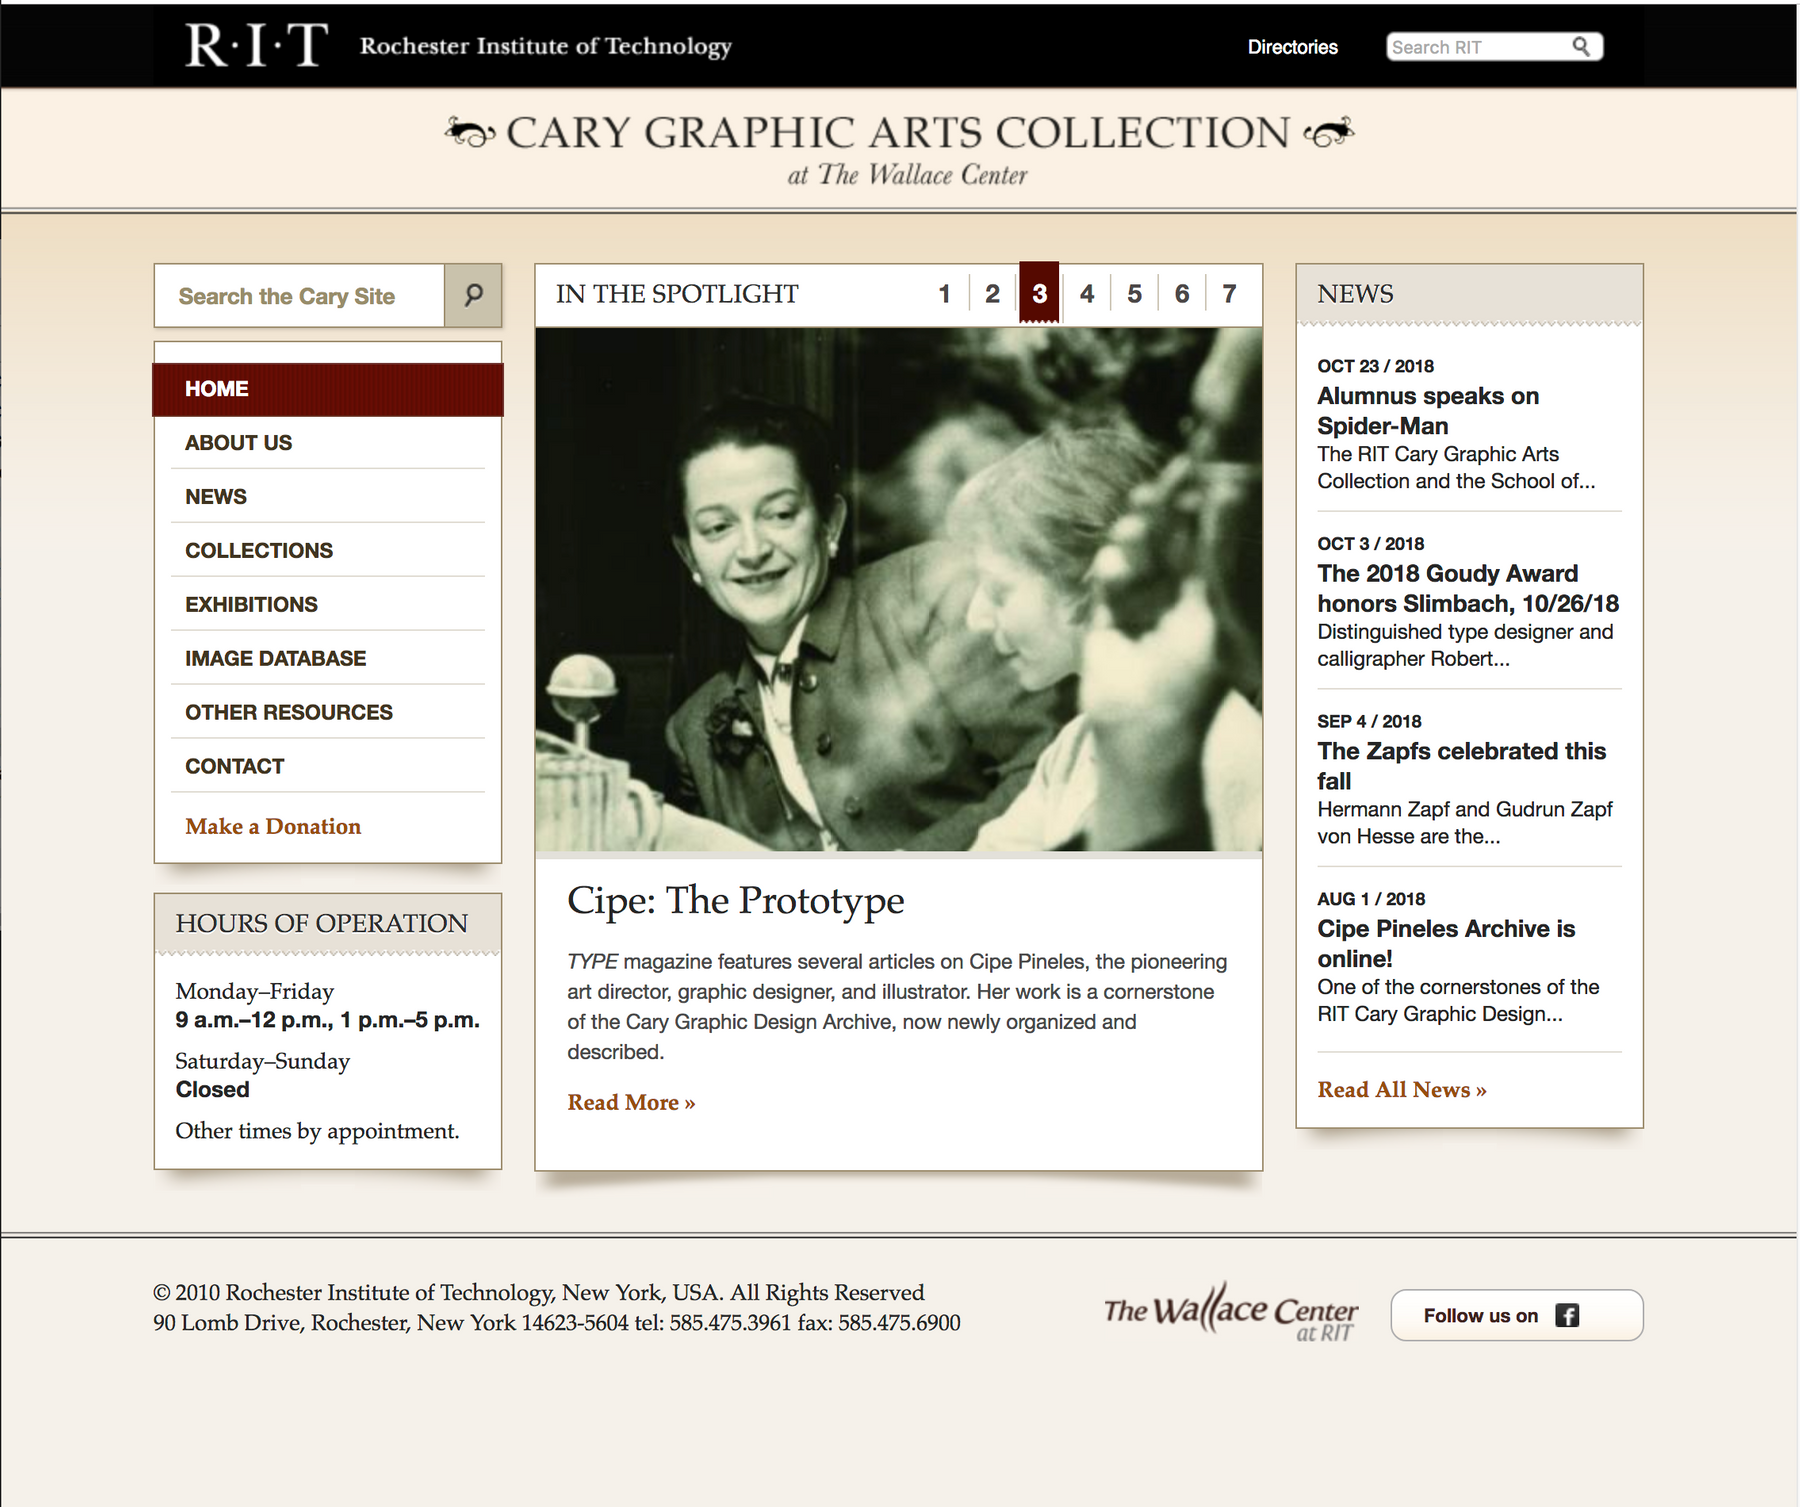 R·I·T Rochester Institute of Technology
Directories
Search RIT
CARY GRAPHIC ARTS COLLECTION
at The Wallace Center
Search the Cary Site
HOME
ABOUT US
NEWS
COLLECTIONS
EXHIBITIONS
IMAGE DATABASE
OTHER RESOURCES
CONTACT
Make a Donation
HOURS OF OPERATION
Monday–Friday
9 a.m.–12 p.m., 1 p.m.–5 p.m.
Saturday–Sunday
Closed
Other times by appointment.
IN THE SPOTLIGHT 1 2 3 4 5 6 7
Cipe: The Prototype
TYPE magazine features several articles on Cipe Pineles, the pioneering
art director, graphic designer, and illustrator. Her work is a cornerstone
of the Cary Graphic Design Archive, now newly organized and
described.
Read More »
NEWS
OCT 23 / 2018
Alumnus speaks on
Spider-Man
The RIT Cary Graphic Arts
Collection and the School of...
OCT 3 / 2018
The 2018 Goudy Award
honors Slimbach, 10/26/18
Distinguished type designer and
calligrapher Robert...
SEP 4 / 2018
The Zapfs celebrated this
fall
Hermann Zapf and Gudrun Zapf
von Hesse are the...
AUG 1 / 2018
Cipe Pineles Archive is
online!
One of the cornerstones of the
RIT Cary Graphic Design...
Read All News »
© 2010 Rochester Institute of Technology, New York, USA. All Rights Reserved
90 Lomb Drive, Rochester, New York 14623-5604 tel: 585.475.3961 fax: 585.475.6900
The Wallace Center
at RIT
Follow us on f